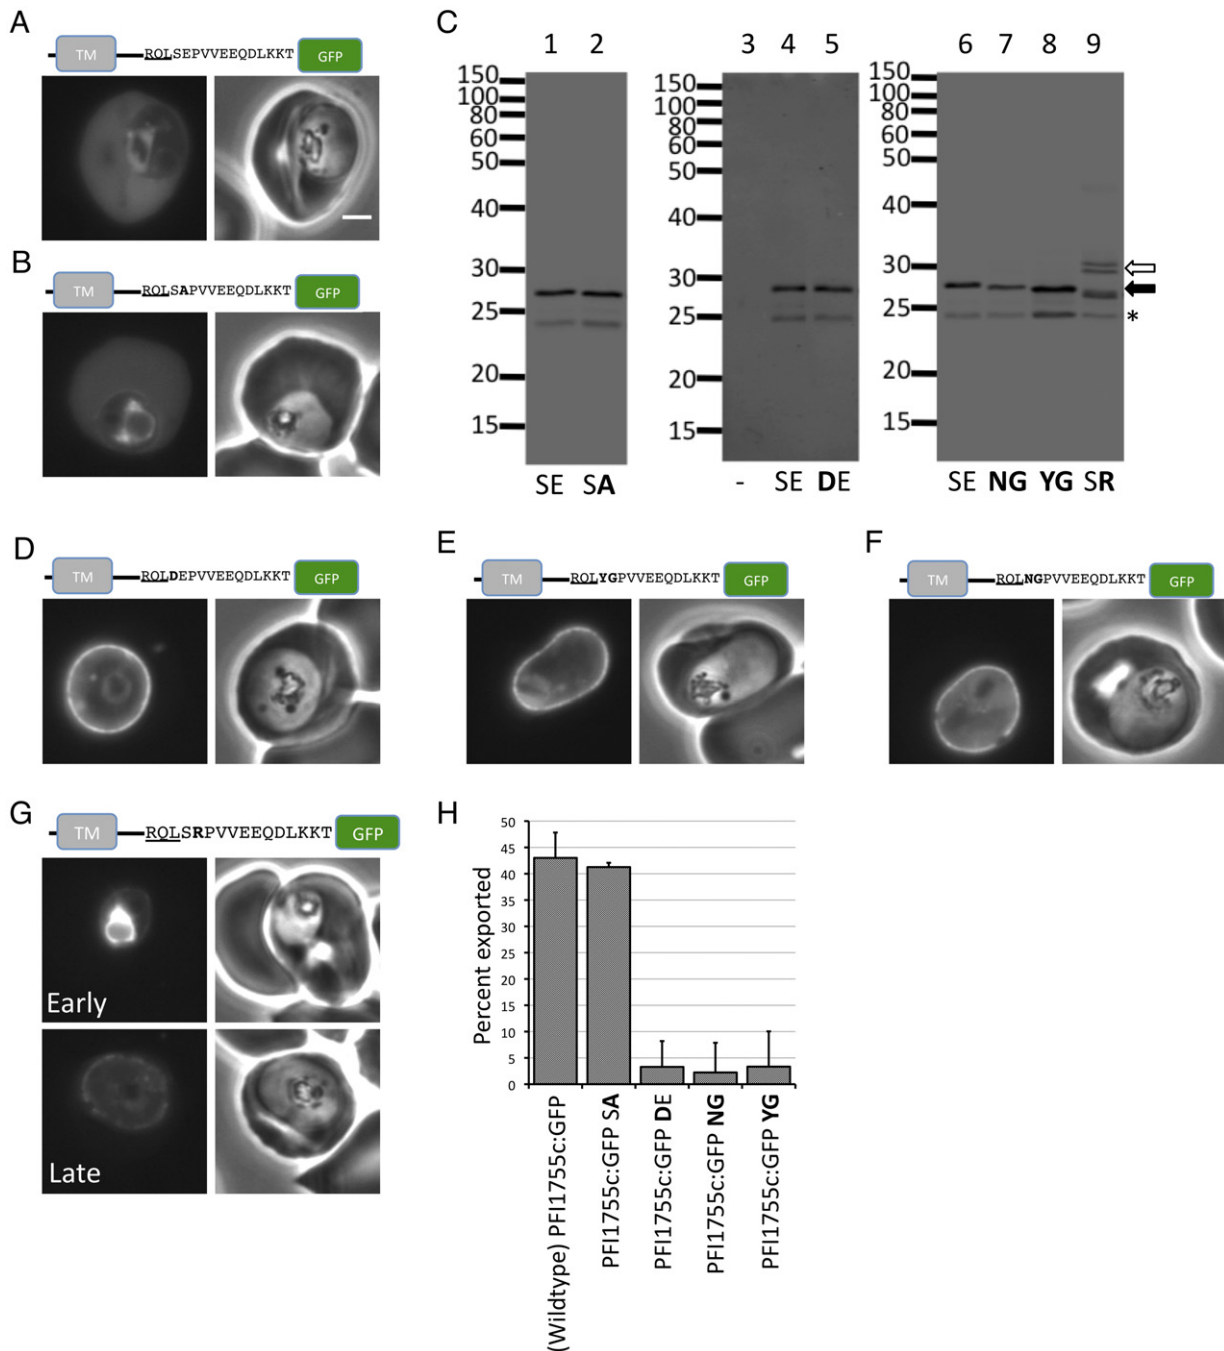 A
TM RQLSEPVVEEQDLKKT GFP
B
TM RQLSAPVVEEQDLKKT GFP
C
1 2 3 4 5 6 7 8 9
150
100
80
60
50
40
30
25
20
15
SE SA
150
100
80
60
50
40
30
25
20
15
- SE DE
150
100
80
60
50
40
30
25
20
15
*
SE NG YG SR
D
TM RQLDEPVVEEQDLKKT GFP
E
TM RQLYGPVVEEQDLKKT GFP
F
TM RQLNGPVVEEQDLKKT GFP
G
TM RQLSRPVVEEQDLKKT GFP
Early
Late
H
Percent exported
50
45
40
35
30
25
20
15
10
5
0
(Wildtype) PFI1755c:GFP
PFI1755c:GFP SA
PFI1755c:GFP DE
PFI1755c:GFP NG
PFI1755c:GFP YG